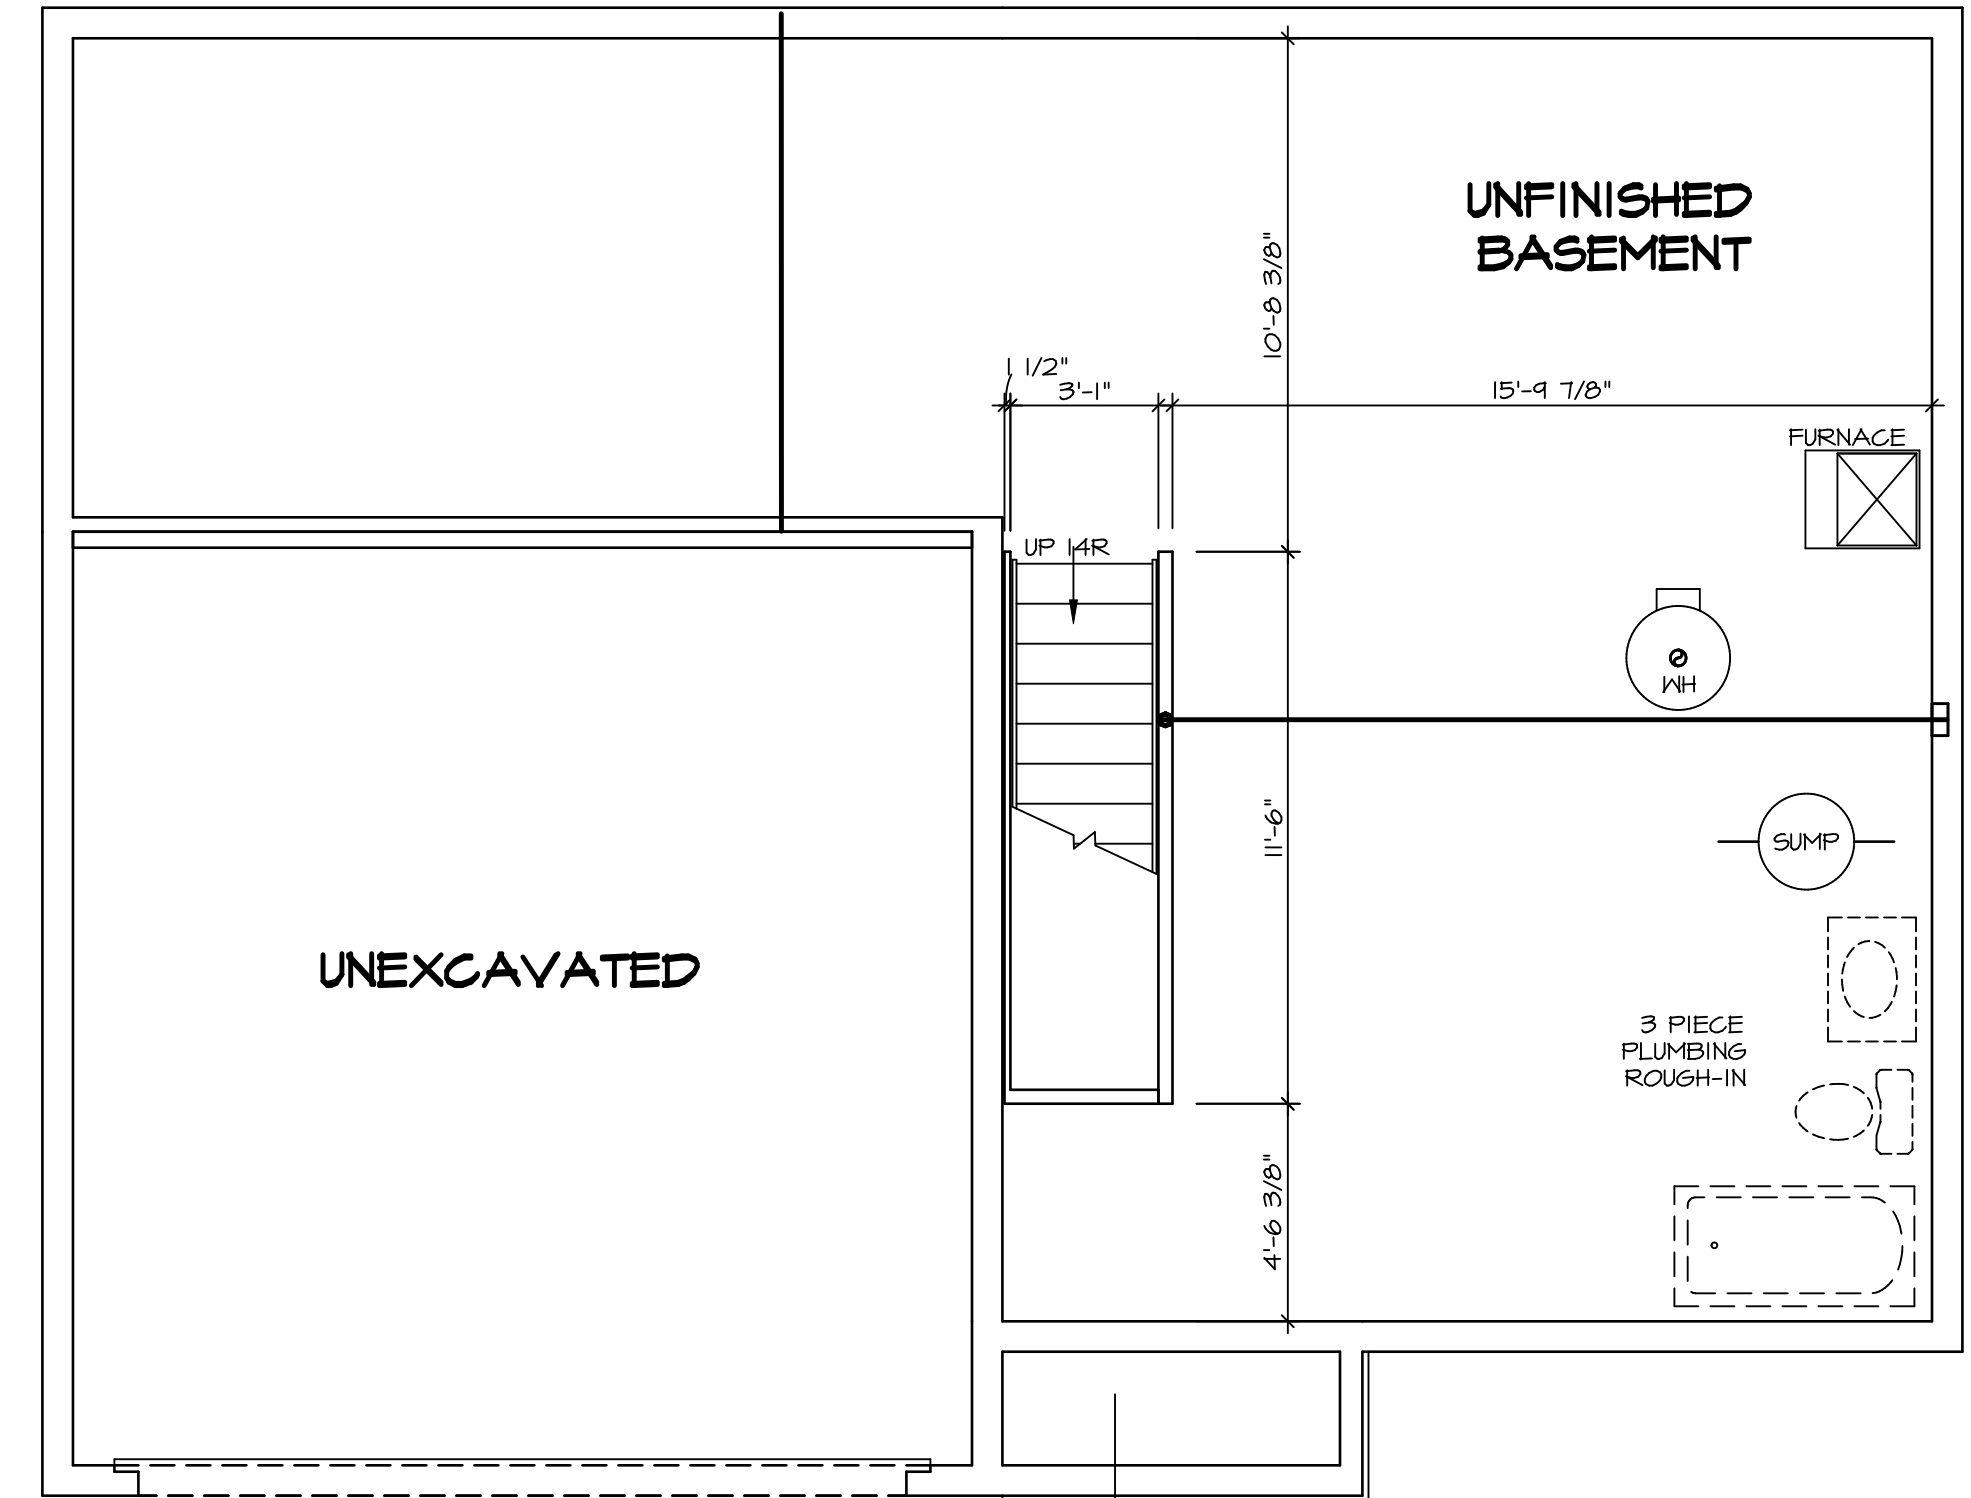 UNFINISHED
BASEMENT
10'-8 3/8"
1 1/2"
3'-1"
15'-9 7/8"
FURNACE
UP 14R
WH
11'-6"
SUMP
UNEXCAVATED
3 PIECE
PLUMBING
ROUGH-IN
4'-6 3/8"